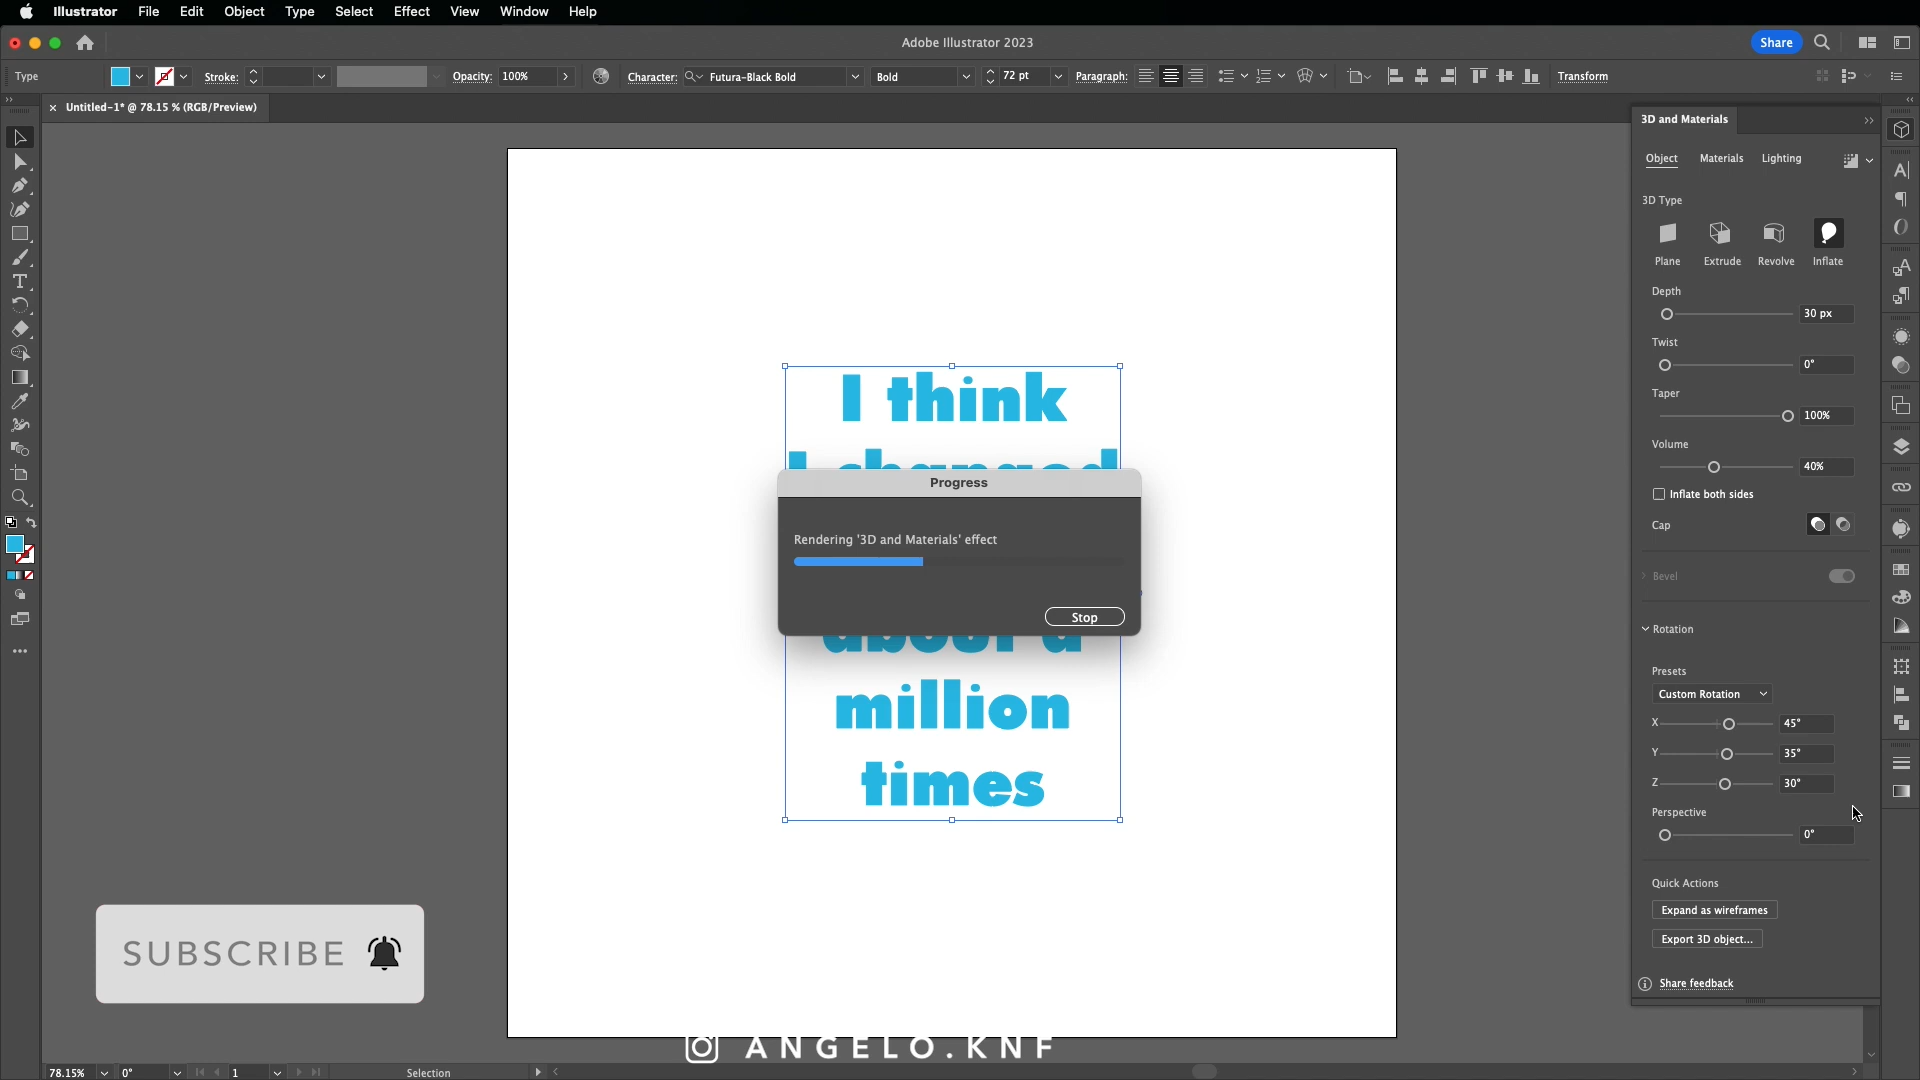 Illustrator File Edit Object Type Select Effect View Window Help
Adobe Illustrator 2023
Share
Type
Stroke:
Opacity: 100%
Character: Futura-Black Bold
Bold
72 pt
Paragraph:
Transform
Untitled-1* @ 78.15 % (RGB/Preview)
3D and Materials
Object Materials Lighting
3D Type
Plane Extrude Revolve Inflate
Depth
30 px
Twist
0°
Taper
100%
Volume
40%
Inflate both sides
Cap
Bevel
Rotation
Presets
Custom Rotation
X 45°
Y 35°
Z 30°
Perspective
0°
Quick Actions
Expand as wireframes
Export 3D object...
Share feedback
I think
I changed
Progress
Rendering '3D and Materials' effect
Stop
about a
million
times
SUBSCRIBE
ANGELO.KNF
78.15% 0° 1 Selection